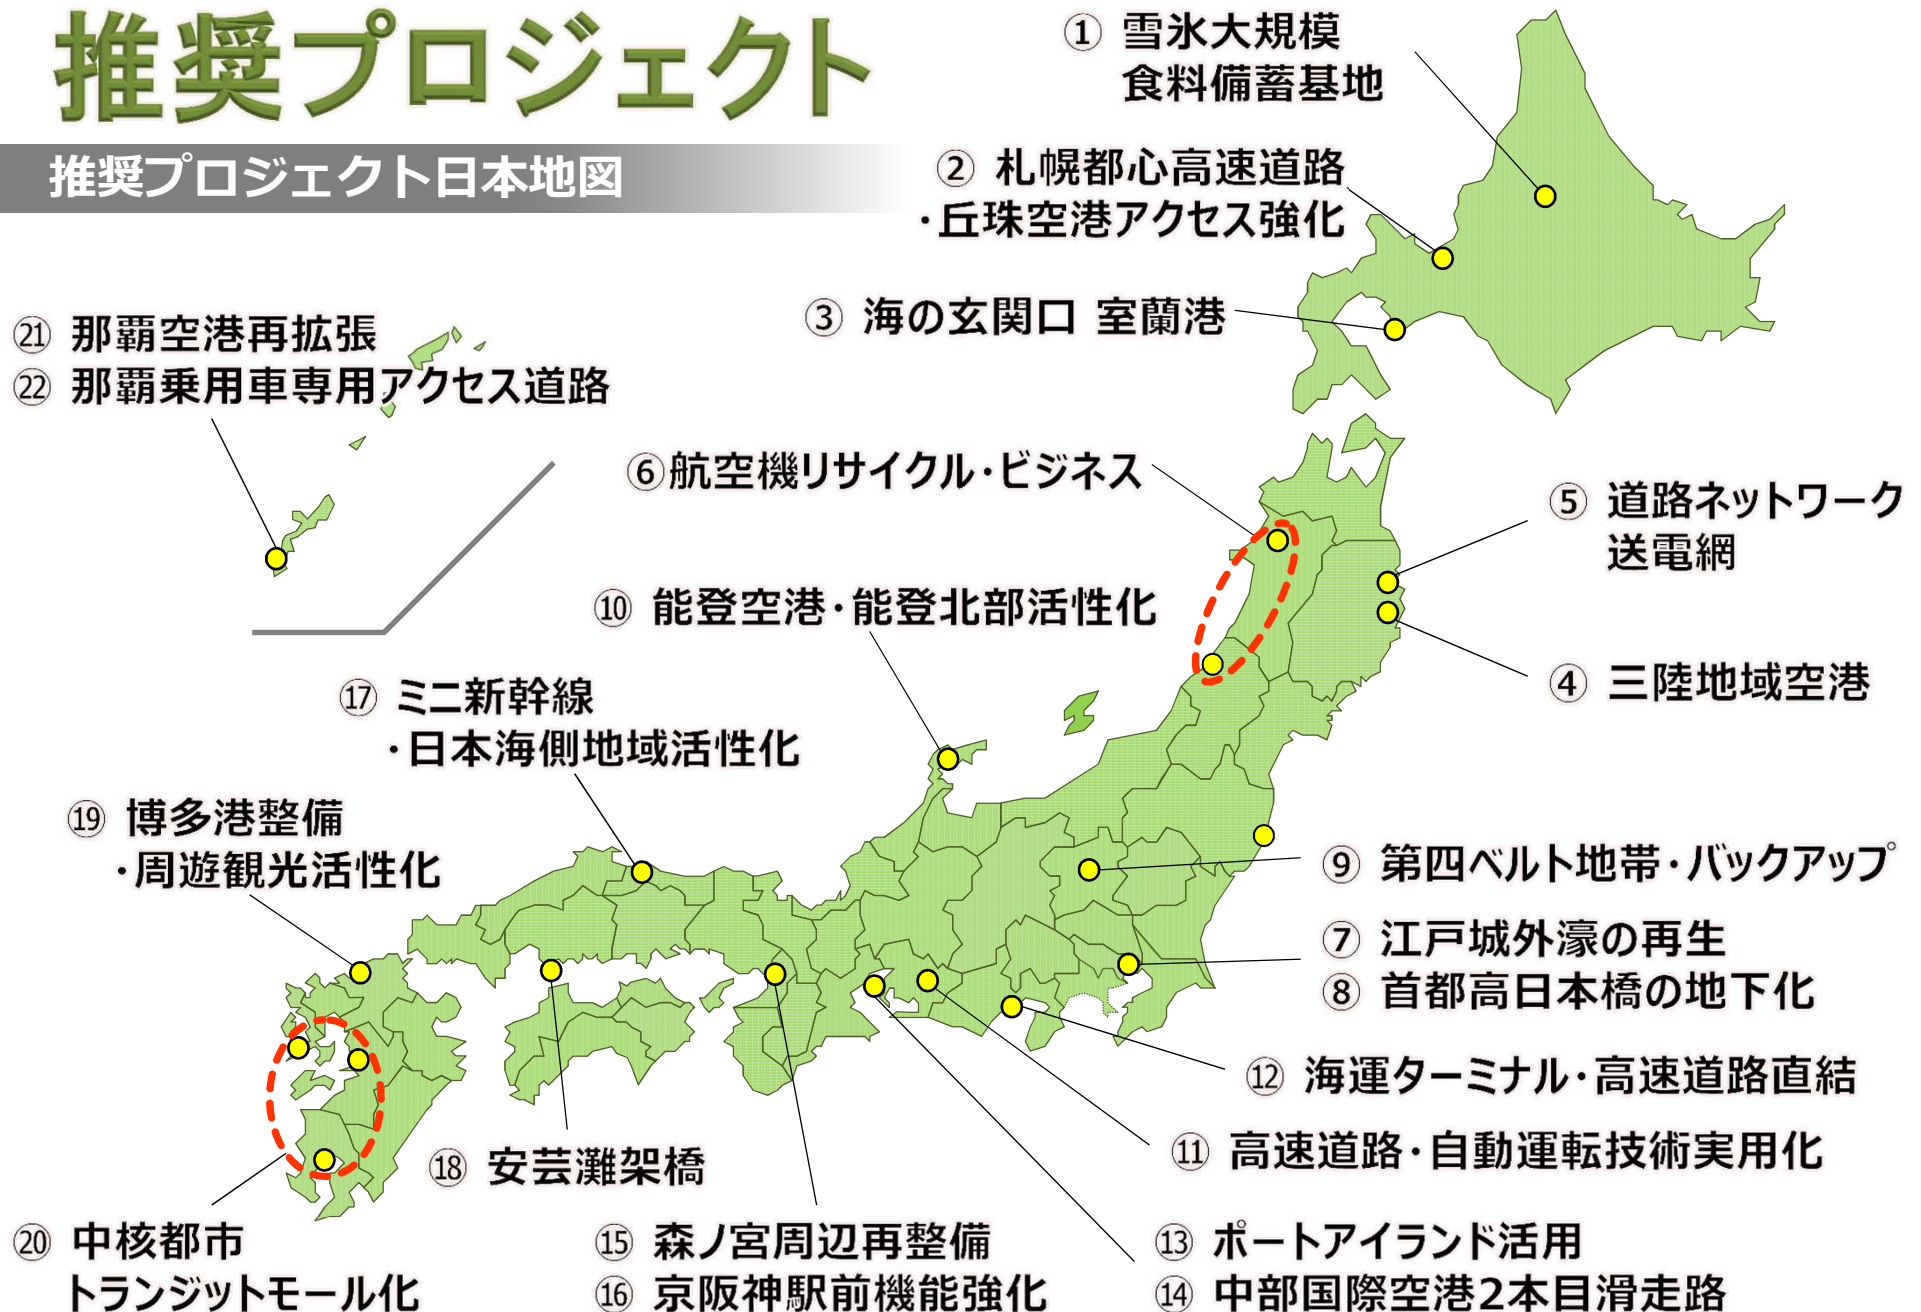 推奨プロジェクト
推奨プロジェクト日本地図
① 雪氷大規模
食料備蓄基地
② 札幌都心高速道路
・丘珠空港アクセス強化
③ 海の玄関口 室蘭港
㉑ 那覇空港再拡張
㉒ 那覇乗用車専用アクセス道路
⑥航空機リサイクル・ビジネス
⑤ 道路ネットワーク
送電網
⑩ 能登空港・能登北部活性化
④ 三陸地域空港
⑰ ミニ新幹線
・日本海側地域活性化
⑲ 博多港整備
・周遊観光活性化
⑨ 第四ベルト地帯・バックアップ
⑦ 江戸城外濠の再生
⑧ 首都高日本橋の地下化
⑫ 海運ターミナル・高速道路直結
⑪ 高速道路・自動運転技術実用化
⑱ 安芸灘架橋
⑳ 中核都市
トランジットモール化
⑮ 森ノ宮周辺再整備
⑯ 京阪神駅前機能強化
⑬ ポートアイランド活用
⑭ 中部国際空港2本目滑走路